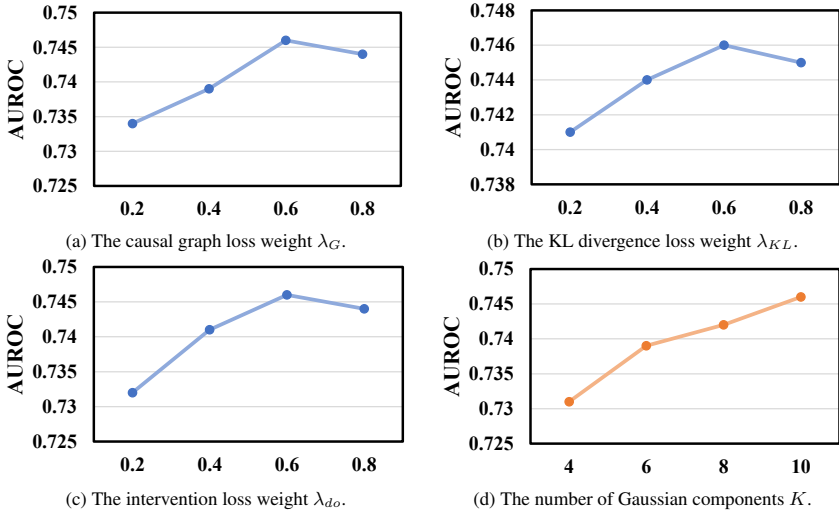 0.75
0.745
0.74
0.735
0.73
0.725
AUROC
0.2 0.4 0.6 0.8
(a) The causal graph loss weight λ_G.
0.748
0.746
0.744
0.742
0.74
0.738
AUROC
0.2 0.4 0.6 0.8
(b) The KL divergence loss weight λ_{KL}.
0.75
0.745
0.74
0.735
0.73
0.725
AUROC
0.2 0.4 0.6 0.8
(c) The intervention loss weight λ_{do}.
0.75
0.745
0.74
0.735
0.73
0.725
AUROC
4 6 8 10
(d) The number of Gaussian components K.